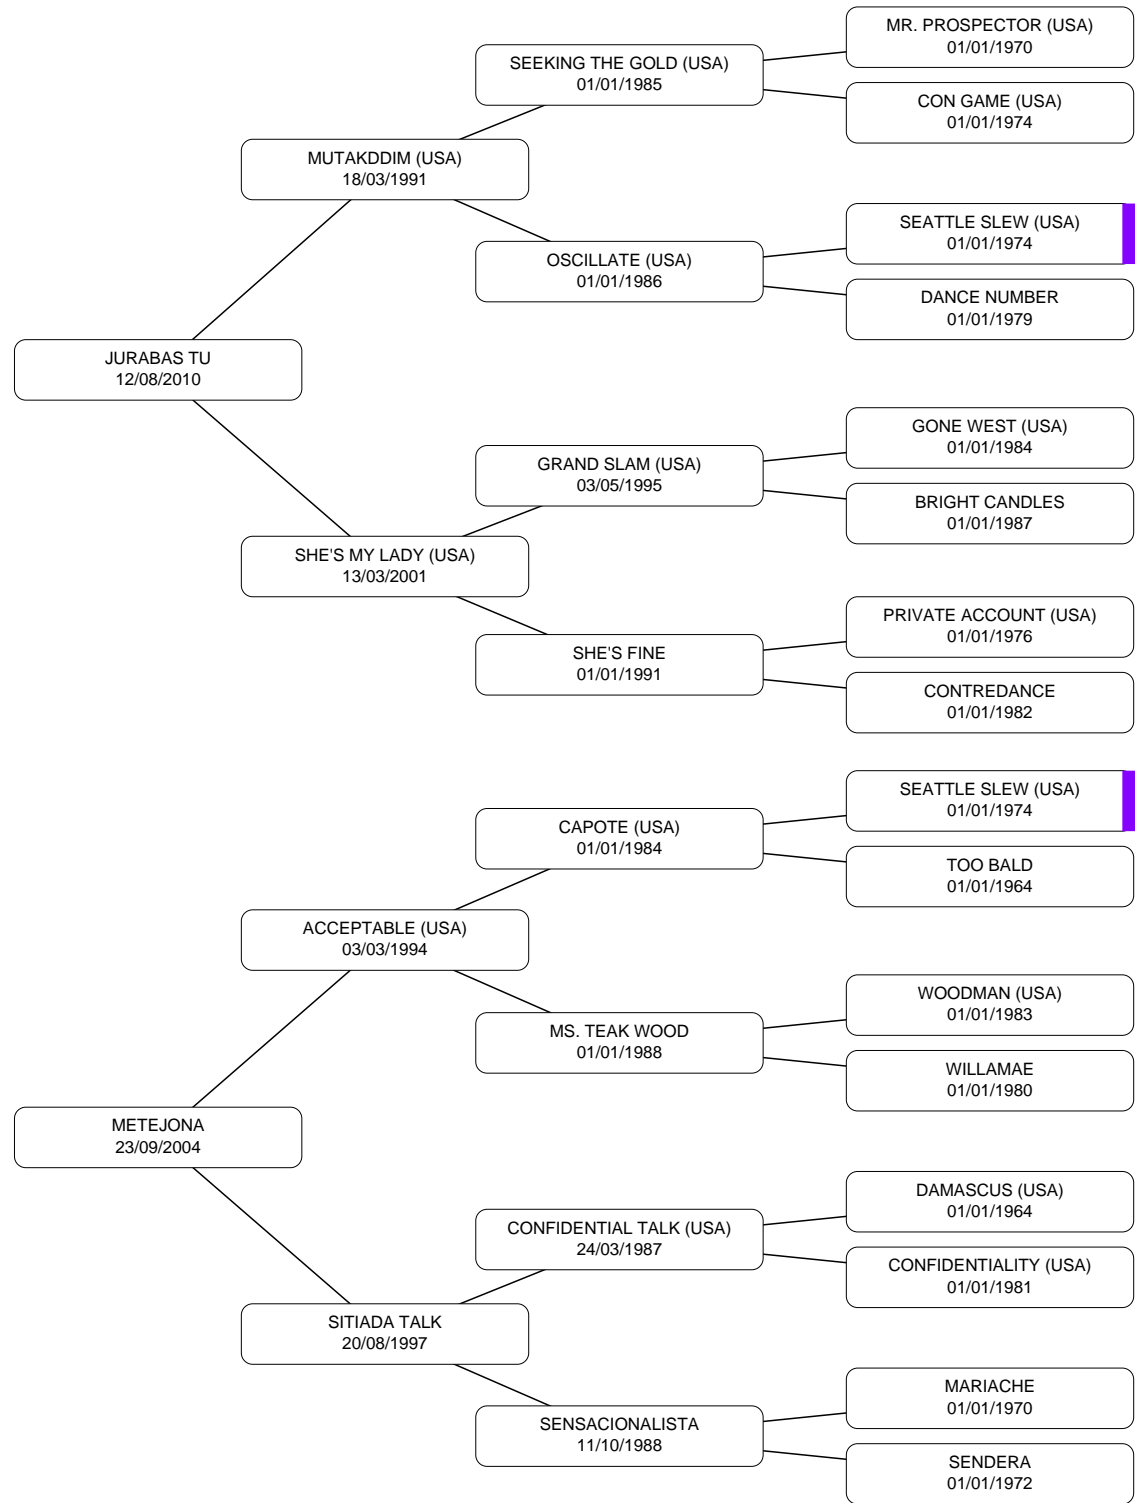 MR. PROSPECTOR (USA)
01/01/1970
SEEKING THE GOLD (USA)
01/01/1985
CON GAME (USA)
01/01/1974
MUTAKDDIM (USA)
18/03/1991
SEATTLE SLEW (USA)
01/01/1974
OSCILLATE (USA)
01/01/1986
DANCE NUMBER
01/01/1979
JURABAS TU
12/08/2010
GONE WEST (USA)
01/01/1984
GRAND SLAM (USA)
03/05/1995
BRIGHT CANDLES
01/01/1987
SHE'S MY LADY (USA)
13/03/2001
PRIVATE ACCOUNT (USA)
01/01/1976
SHE'S FINE
01/01/1991
CONTREDANCE
01/01/1982
SEATTLE SLEW (USA)
01/01/1974
CAPOTE (USA)
01/01/1984
TOO BALD
01/01/1964
ACCEPTABLE (USA)
03/03/1994
WOODMAN (USA)
01/01/1983
MS. TEAK WOOD
01/01/1988
WILLAMAE
01/01/1980
METEJONA
23/09/2004
DAMASCUS (USA)
01/01/1964
CONFIDENTIAL TALK (USA)
24/03/1987
CONFIDENTIALITY (USA)
01/01/1981
SITIADA TALK
20/08/1997
MARIACHE
01/01/1970
SENSACIONALISTA
11/10/1988
SENDERA
01/01/1972